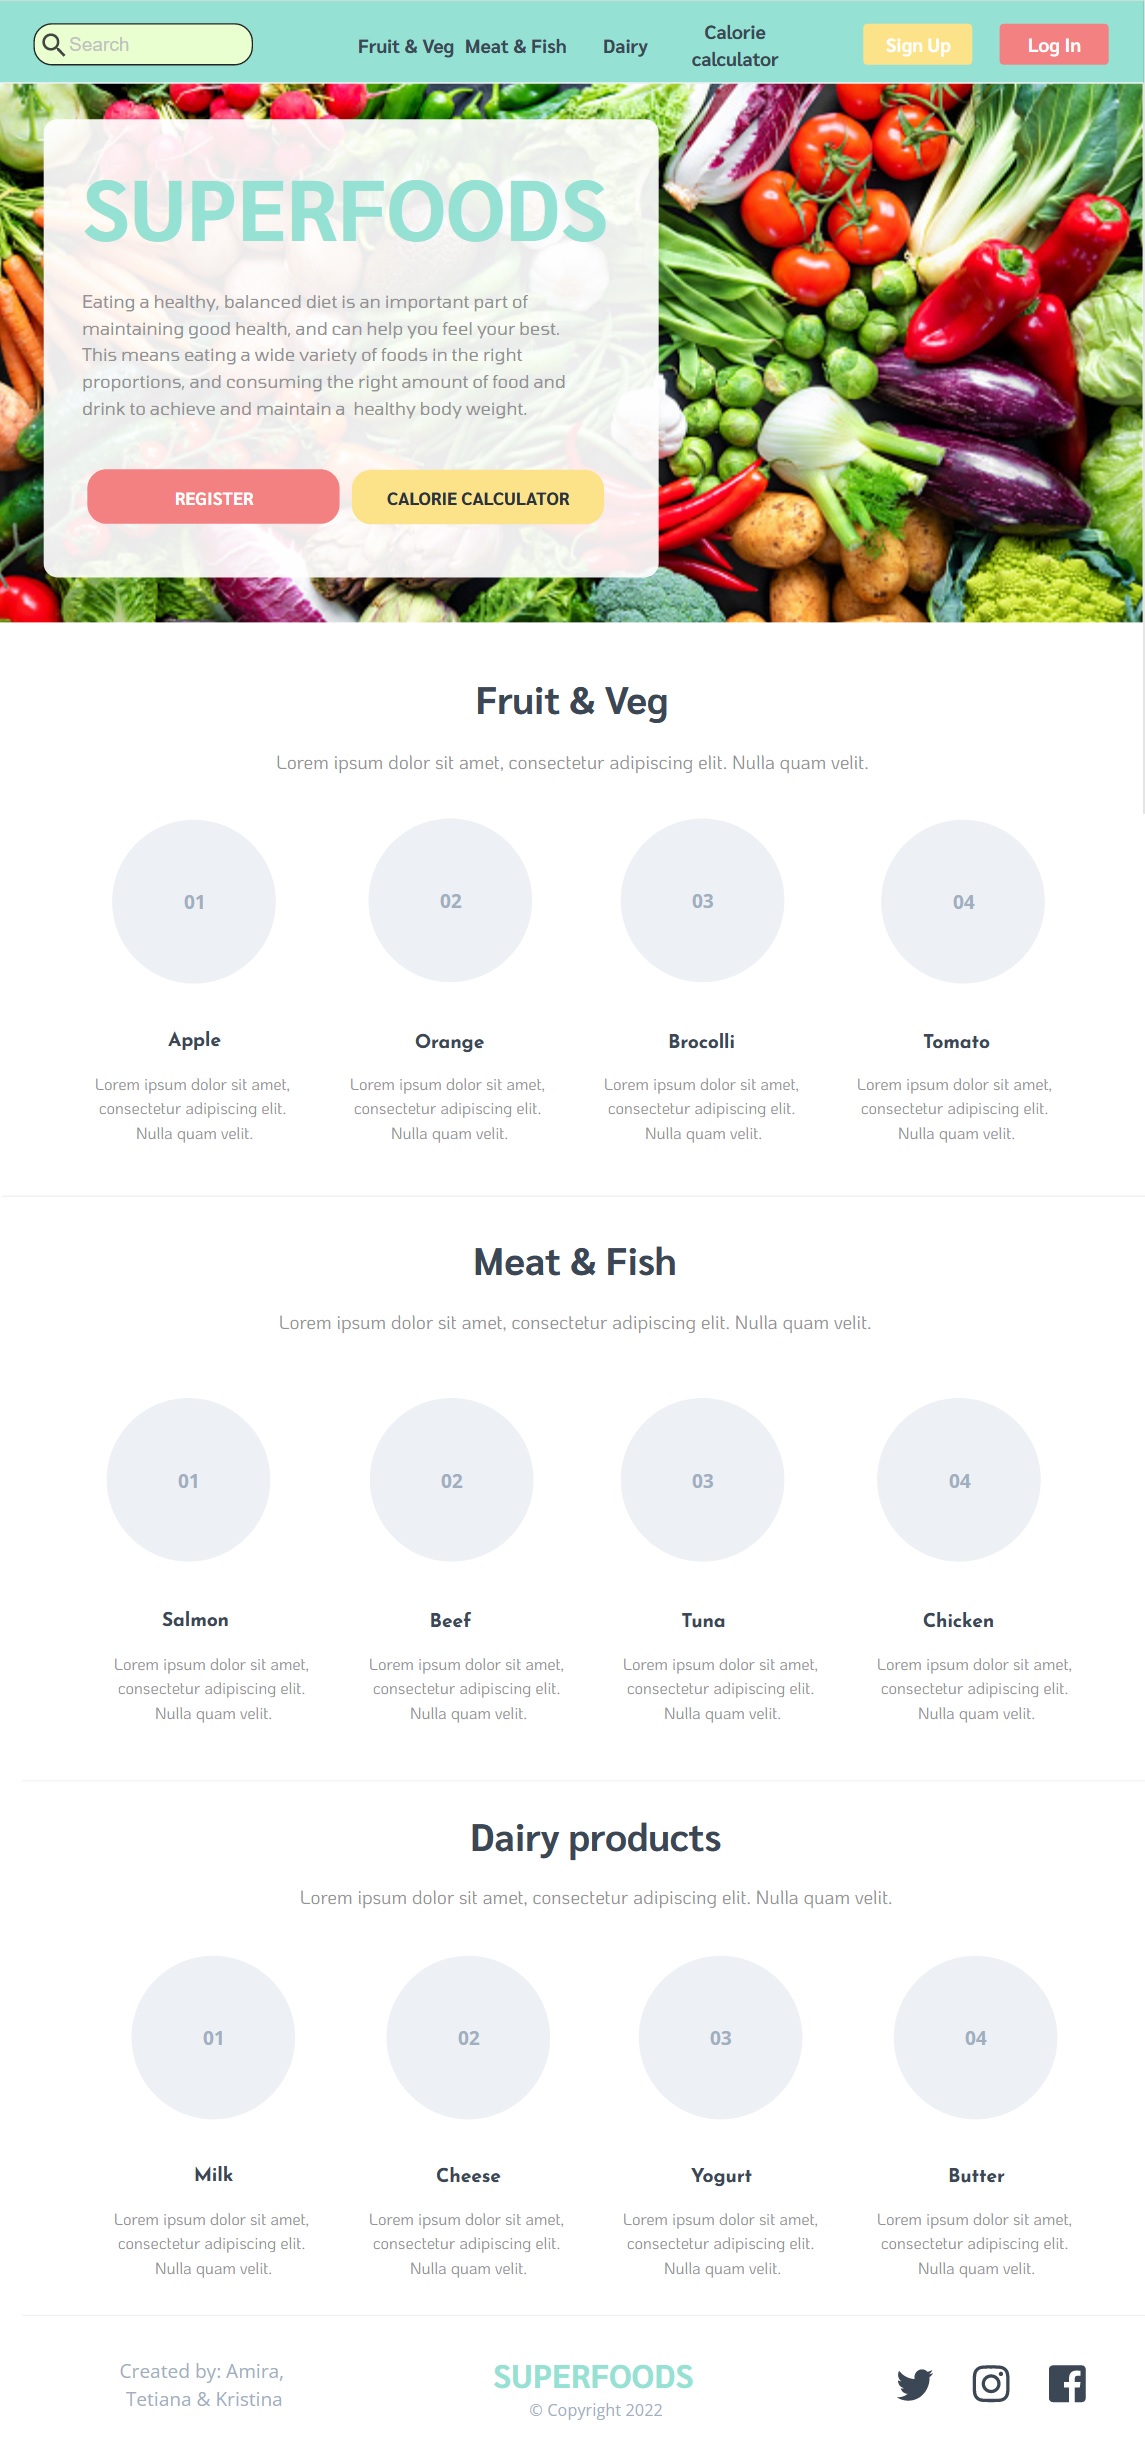 Search
Fruit & Veg
Meat & Fish
Dairy
Calorie
calculator
Sign Up
Log In
SUPERFOODS
Eating a healthy, balanced diet is an important part of
maintaining good health, and can help you feel your best.
This means eating a wide variety of foods in the right
proportions, and consuming the right amount of food and
drink to achieve and maintain a healthy body weight.
REGISTER
CALORIE CALCULATOR
Fruit & Veg
Lorem ipsum dolor sit amet, consectetur adipiscing elit. Nulla quam velit.
01
02
03
04
Apple
Orange
Brocolli
Tomato
Lorem ipsum dolor sit amet,
consectetur adipiscing elit.
Nulla quam velit.
Lorem ipsum dolor sit amet,
consectetur adipiscing elit.
Nulla quam velit.
Lorem ipsum dolor sit amet,
consectetur adipiscing elit.
Nulla quam velit.
Lorem ipsum dolor sit amet,
consectetur adipiscing elit.
Nulla quam velit.
Meat & Fish
Lorem ipsum dolor sit amet, consectetur adipiscing elit. Nulla quam velit.
01
02
03
04
Salmon
Beef
Tuna
Chicken
Lorem ipsum dolor sit amet,
consectetur adipiscing elit.
Nulla quam velit.
Lorem ipsum dolor sit amet,
consectetur adipiscing elit.
Nulla quam velit.
Lorem ipsum dolor sit amet,
consectetur adipiscing elit.
Nulla quam velit.
Lorem ipsum dolor sit amet,
consectetur adipiscing elit.
Nulla quam velit.
Dairy products
Lorem ipsum dolor sit amet, consectetur adipiscing elit. Nulla quam velit.
01
02
03
04
Milk
Cheese
Yogurt
Butter
Lorem ipsum dolor sit amet,
consectetur adipiscing elit.
Nulla quam velit.
Lorem ipsum dolor sit amet,
consectetur adipiscing elit.
Nulla quam velit.
Lorem ipsum dolor sit amet,
consectetur adipiscing elit.
Nulla quam velit.
Lorem ipsum dolor sit amet,
consectetur adipiscing elit.
Nulla quam velit.
Created by: Amira,
Tetiana & Kristina
SUPERFOODS
© Copyright 2022